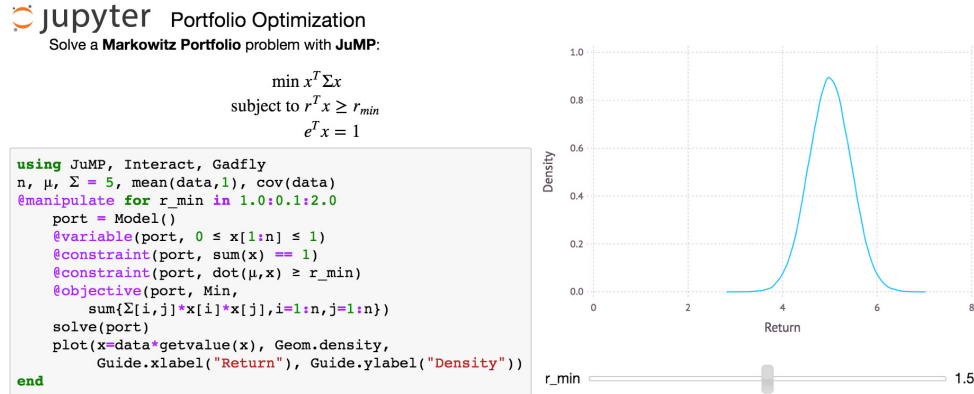 jupyter Portfolio Optimization
Solve a Markowitz Portfolio problem with JuMP:
min x^T Σx
subject to r^T x ≥ r_min
e^T x = 1
using JuMP, Interact, Gadfly
n, μ, Σ = 5, mean(data,1), cov(data)
@manipulate for r_min in 1.0:0.1:2.0
    port = Model()
    @variable(port, 0 ≤ x[1:n] ≤ 1)
    @constraint(port, sum(x) == 1)
    @constraint(port, dot(μ,x) ≥ r_min)
    @objective(port, Min,
        sum{Σ[i,j]*x[i]*x[j],i=1:n,j=1:n})
    solve(port)
    plot(x=data*getvalue(x), Geom.density,
        Guide.xlabel("Return"), Guide.ylabel("Density"))
end
1.0
0.8
0.6
0.4
0.2
0.0
Density
0 2 4 6 8
Return
r_min 1.5